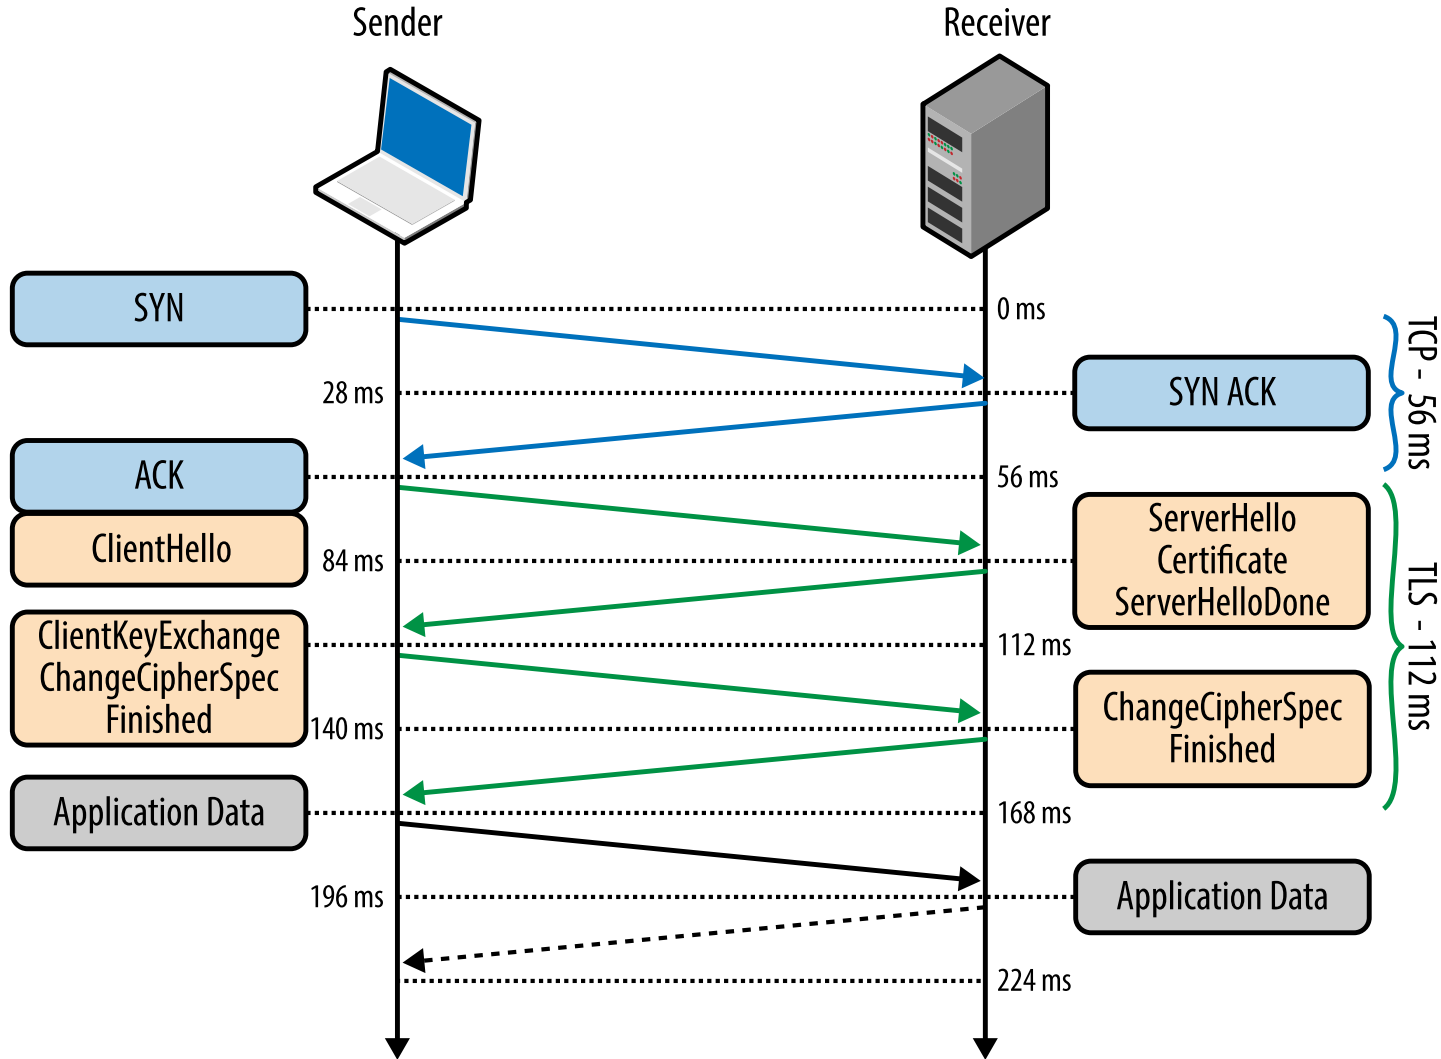 Sender
Receiver
SYN
0 ms
28 ms
SYN ACK
TCP - 56 ms
ACK
56 ms
ClientHello
84 ms
ServerHello
Certificate
ServerHelloDone
TLS - 112 ms
ClientKeyExchange
ChangeCipherSpec
Finished
112 ms
140 ms
ChangeCipherSpec
Finished
Application Data
168 ms
196 ms
Application Data
224 ms